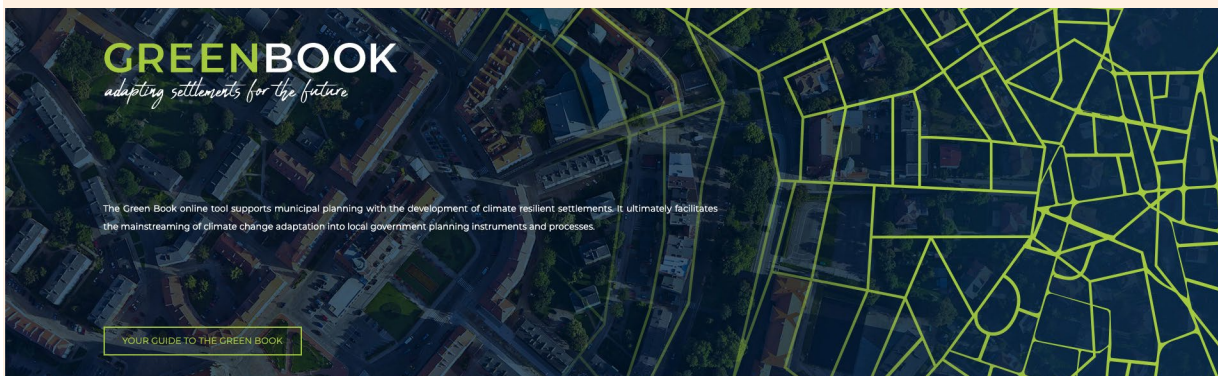 GREENBOOK
adapting settlements for the future
The Green Book online tool supports municipal planning with the development of climate resilient settlements. It ultimately facilitates
the mainstreaming of climate change adaptation into local government planning instruments and processes.
YOUR GUIDE TO THE GREEN BOOK